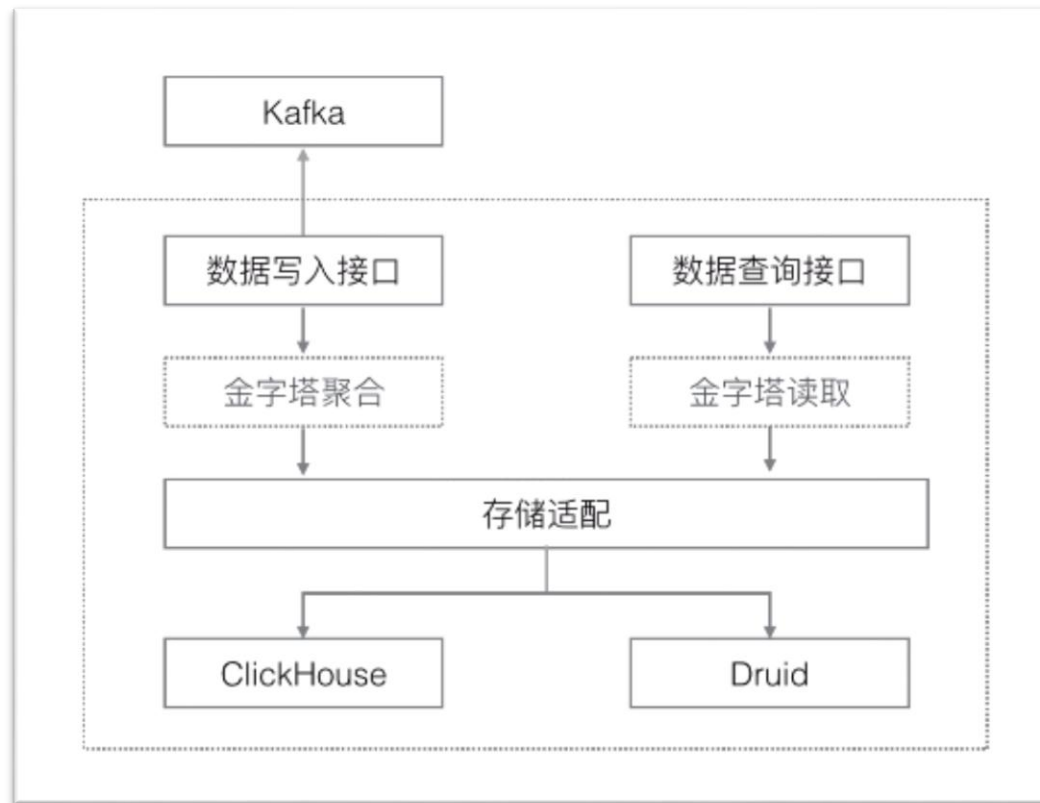 Kafka
数据写入接口
数据查询接口
金字塔聚合
金字塔读取
存储适配
ClickHouse
Druid